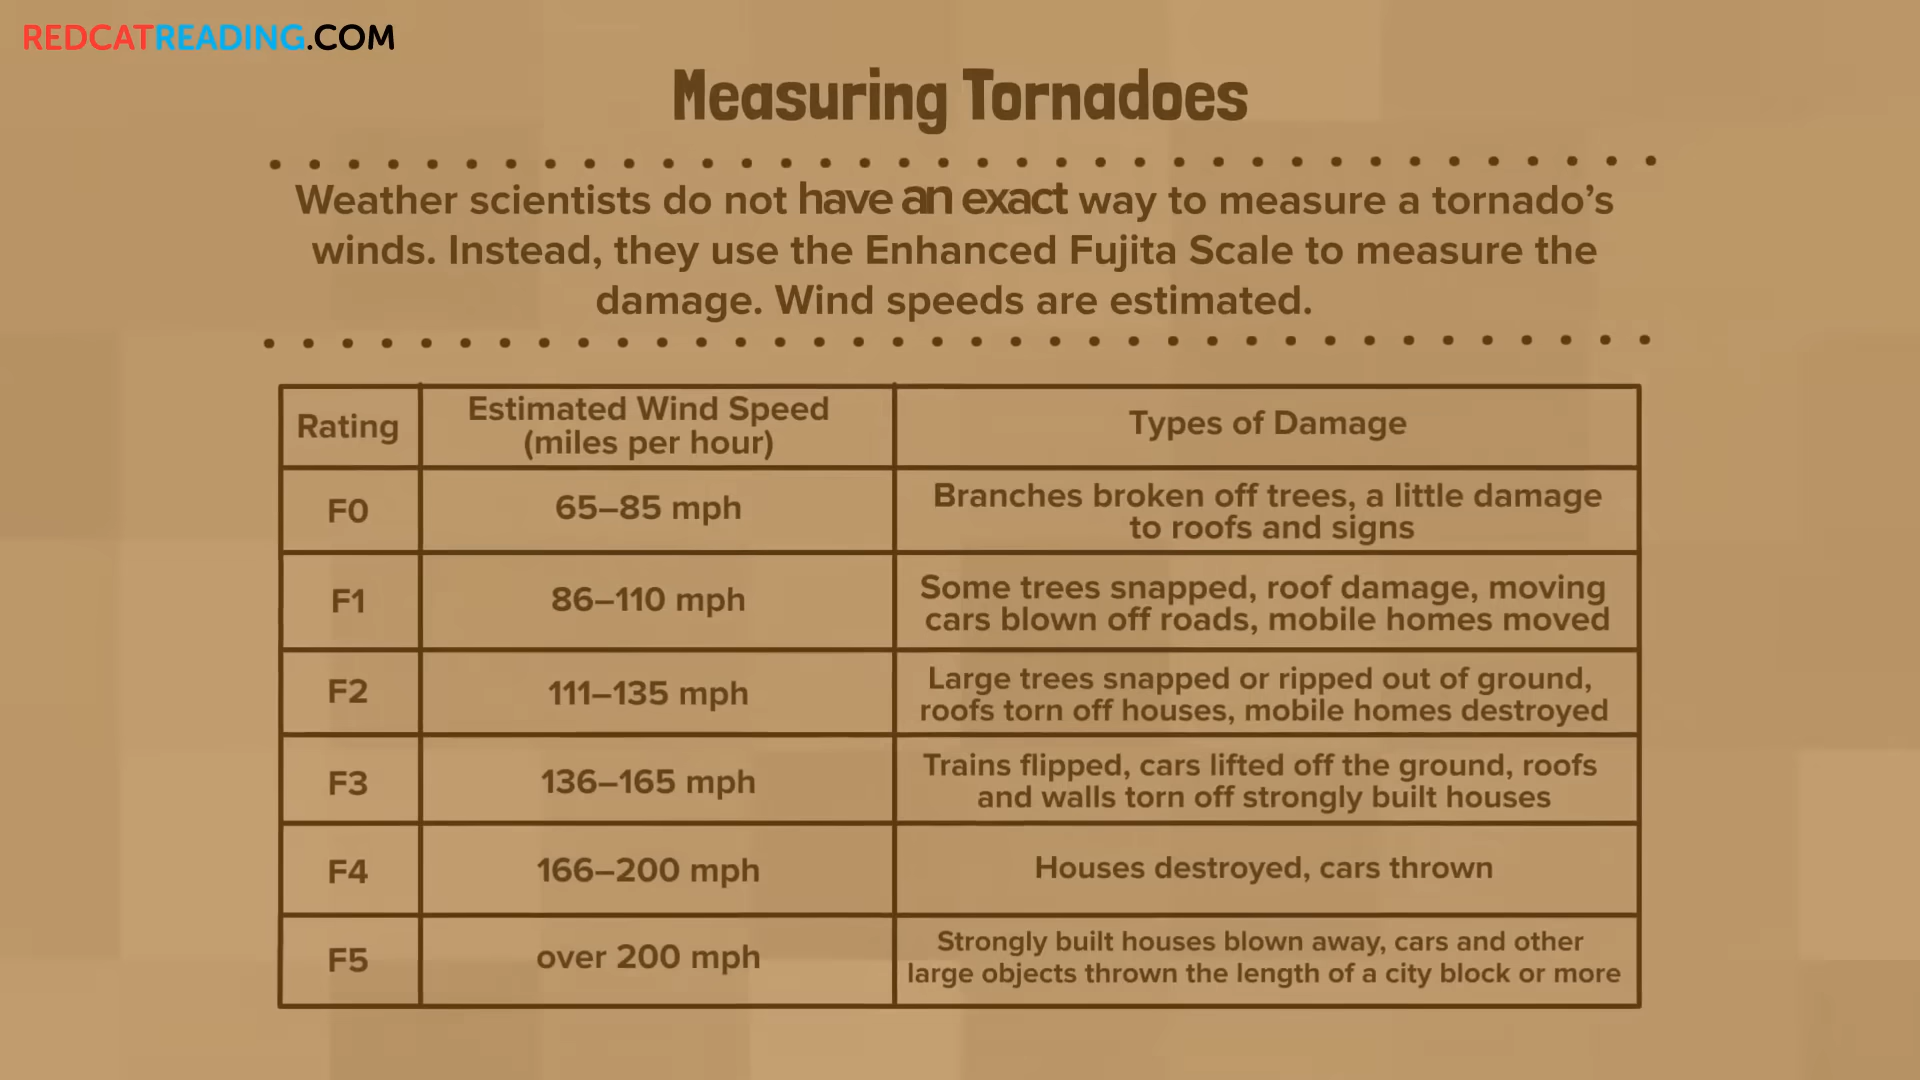 REDCATREADING.COM
Measuring Tornadoes
Weather scientists do not have an exact way to measure a tornado’s
winds. Instead, they use the Enhanced Fujita Scale to measure the
damage. Wind speeds are estimated.
Rating
Estimated Wind Speed
(miles per hour)
Types of Damage
F0
65–85 mph
Branches broken off trees, a little damage
to roofs and signs
F1
86–110 mph
Some trees snapped, roof damage, moving
cars blown off roads, mobile homes moved
F2
111–135 mph
Large trees snapped or ripped out of ground,
roofs torn off houses, mobile homes destroyed
F3
136–165 mph
Trains flipped, cars lifted off the ground, roofs
and walls torn off strongly built houses
F4
166–200 mph
Houses destroyed, cars thrown
F5
over 200 mph
Strongly built houses blown away, cars and other
large objects thrown the length of a city block or more